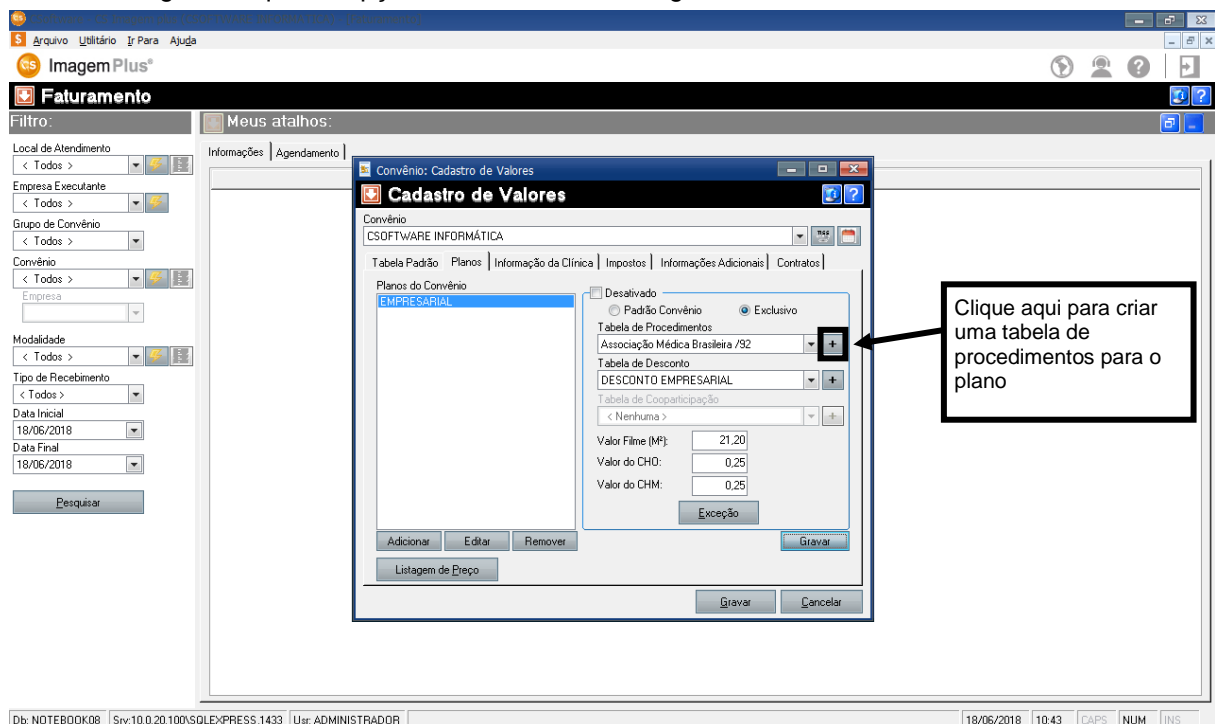 Arquivo Utilitário Ir Para Ajuda
ImagemPlus®
Faturamento
Filtro:
Meus atalhos:
Local de Atendimento
< Todos >
Empresa Executante
< Todos >
Grupo de Convênio
< Todos >
Convênio
< Todos >
Empresa
Modalidade
< Todos >
Tipo de Recebimento
< Todos >
Data Inicial
18/06/2018
Data Final
18/06/2018
Pesquisar
Informações Agendamento
Convênio: Cadastro de Valores
Cadastro de Valores
Convênio
CSOFTWARE INFORMÁTICA
Tabela Padrão Planos Informação da Clínica Impostos Informações Adicionais Contratos
Planos do Convênio
EMPRESARIAL
Desativado
Padrão Convênio Exclusivo
Tabela de Procedimentos
Associação Médica Brasileira /92
Tabela de Desconto
DESCONTO EMPRESARIAL
Tabela de Cooparticipação
< Nenhuma >
Valor Filme (M²): 21,20
Valor do CHO: 0,25
Valor do CHM: 0,25
Exceção
Adicionar Editar Remover Gravar
Listagem de Preço
Gravar Cancelar
Clique aqui para criar
uma tabela de
procedimentos para o
plano
Db: NOTEBOOK08 Srv:10.0.20.100\SQLEXPRESS,1433 Usr: ADMINISTRADOR 18/06/2018 10:43 CAPS NUM INS